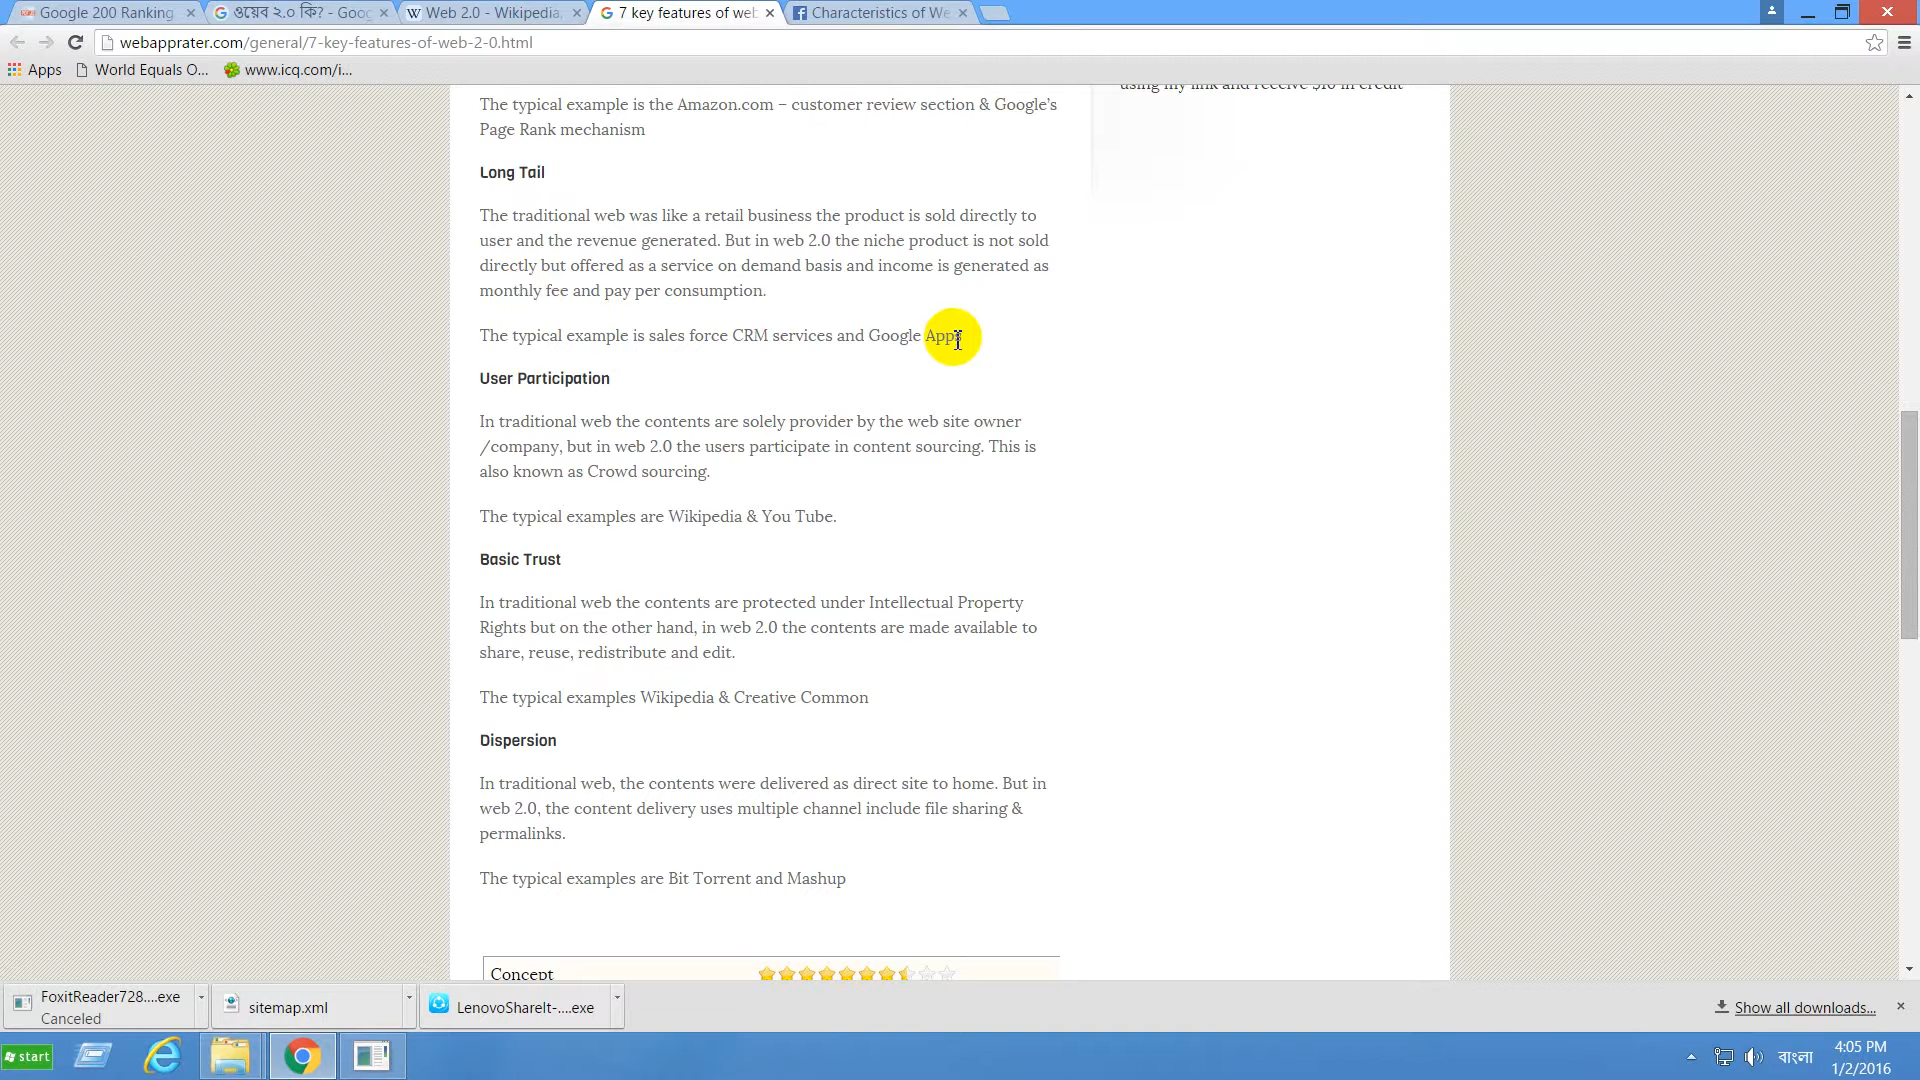 Google 200 Ranking
ওয়েব ২.০ কি? - Goog
Web 2.0 - Wikipedia,
7 key features of web
Characteristics of We
webapprater.com/general/7-key-features-of-web-2-0.html
Apps
World Equals O...
www.icq.com/i...
using my link and receive $10 in credit
The typical example is the Amazon.com – customer review section & Google's
Page Rank mechanism
Long Tail
The traditional web was like a retail business the product is sold directly to
user and the revenue generated. But in web 2.0 the niche product is not sold
directly but offered as a service on demand basis and income is generated as
monthly fee and pay per consumption.
The typical example is sales force CRM services and Google Apps
User Participation
In traditional web the contents are solely provider by the web site owner
/company, but in web 2.0 the users participate in content sourcing. This is
also known as Crowd sourcing.
The typical examples are Wikipedia & You Tube.
Basic Trust
In traditional web the contents are protected under Intellectual Property
Rights but on the other hand, in web 2.0 the contents are made available to
share, reuse, redistribute and edit.
The typical examples Wikipedia & Creative Common
Dispersion
In traditional web, the contents were delivered as direct site to home. But in
web 2.0, the content delivery uses multiple channel include file sharing &
permalinks.
The typical examples are Bit Torrent and Mashup
Concept
FoxitReader728....exe
Canceled
sitemap.xml
LenovoShareIt-....exe
Show all downloads...
start
বাংলা
4:05 PM
1/2/2016